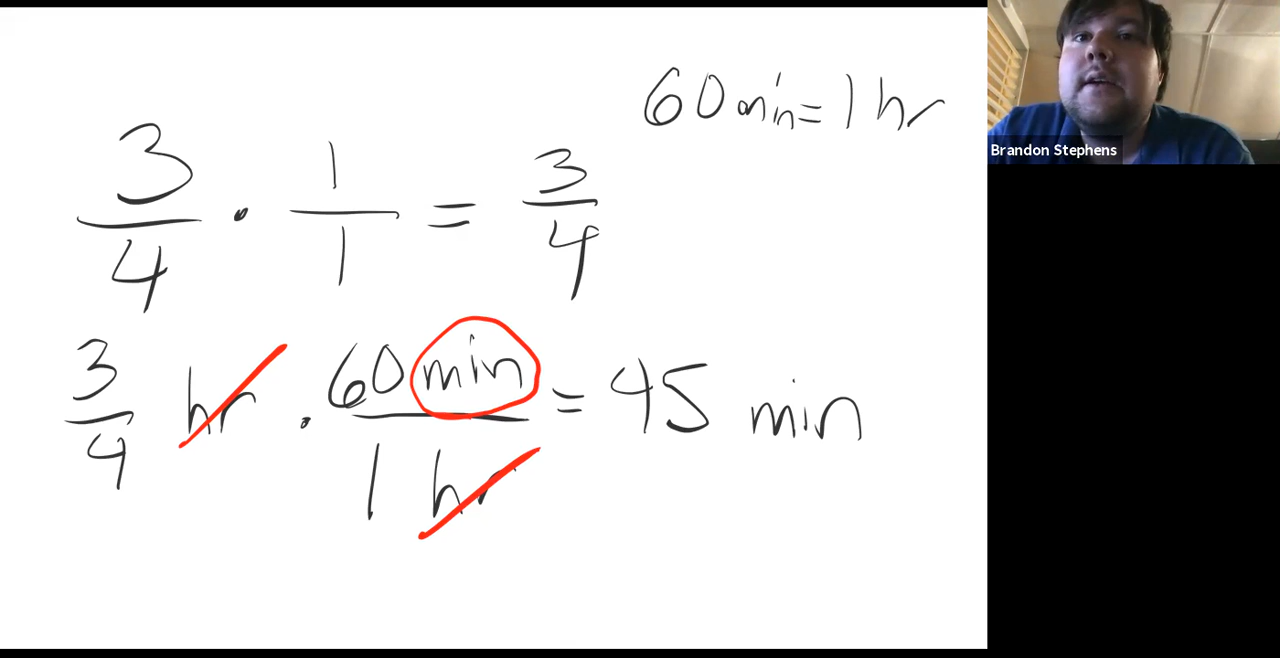 60 min = 1 hr
Brandon Stephens
3/4 · 1/1 = 3/4
3/4 hr · 60 min/1 hr = 45 min